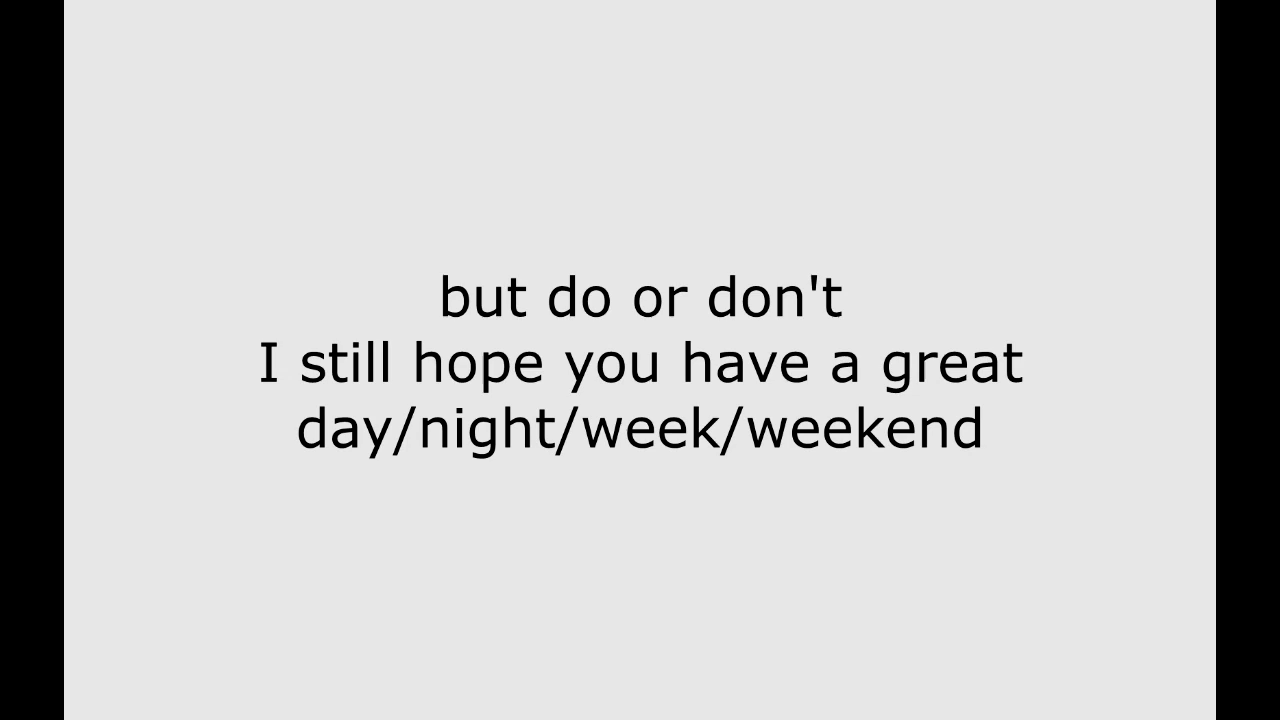 but do or don't
I still hope you have a great
day/night/week/weekend